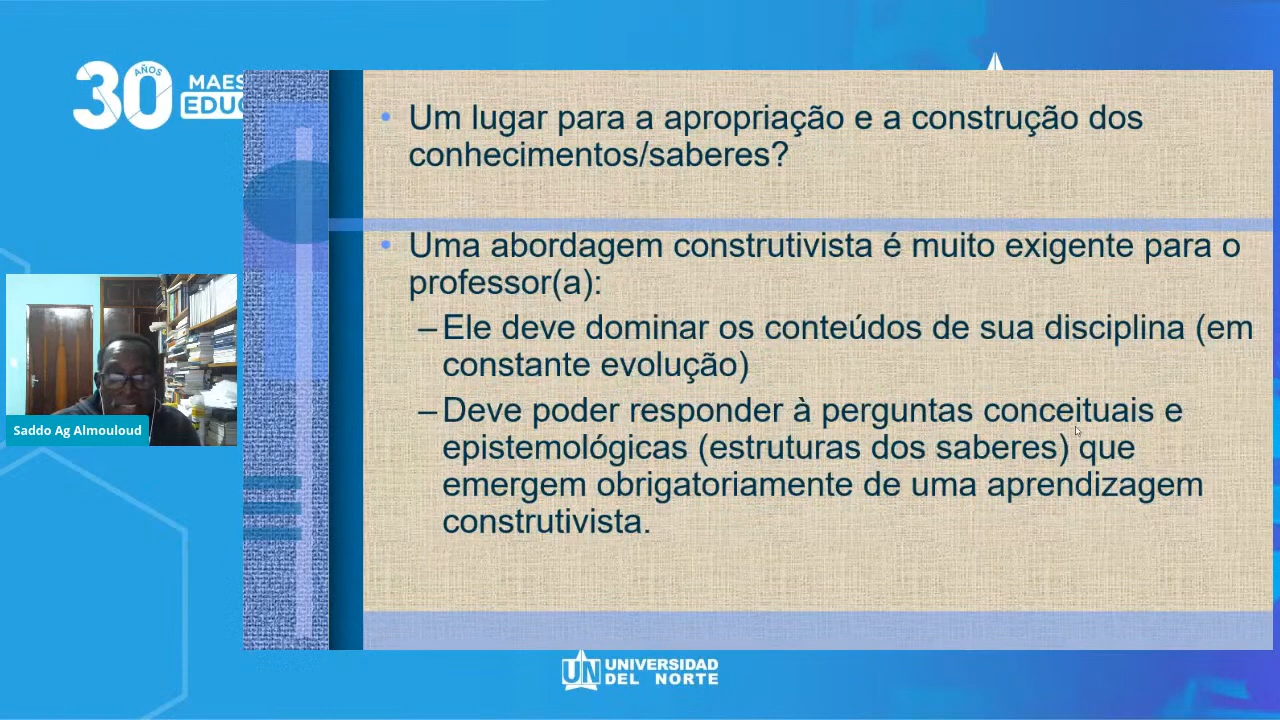 30
AÑOS
MAES
EDUC
Um lugar para a apropriação e a construção dos
conhecimentos/saberes?
Uma abordagem construtivista é muito exigente para o
professor(a):
–Ele deve dominar os conteúdos de sua disciplina (em
constante evolução)
–Deve poder responder à perguntas conceituais e
epistemológicas (estruturas dos saberes) que
emergem obrigatoriamente de uma aprendizagem
construtivista.
Saddo Ag Almouloud
UN UNIVERSIDAD
DEL NORTE